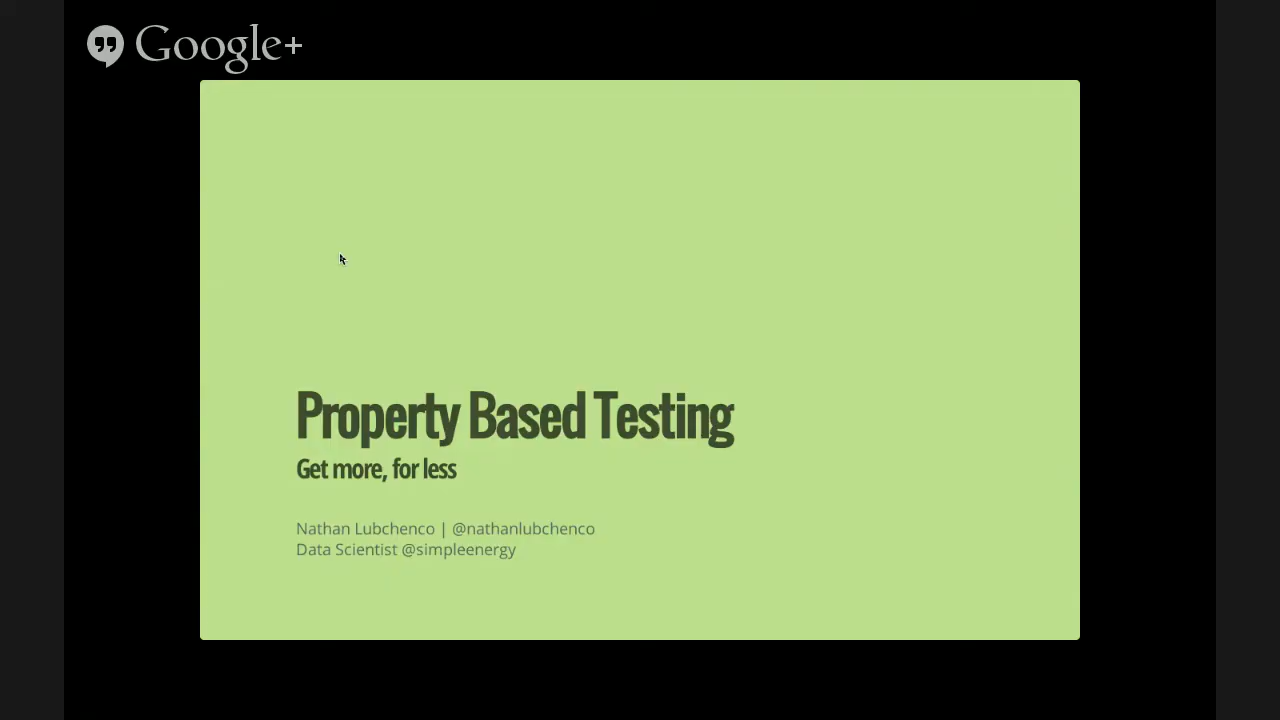 Google+
Property Based Testing
Get more, for less
Nathan Lubchenco | @nathanlubchenco
Data Scientist @simpleenergy